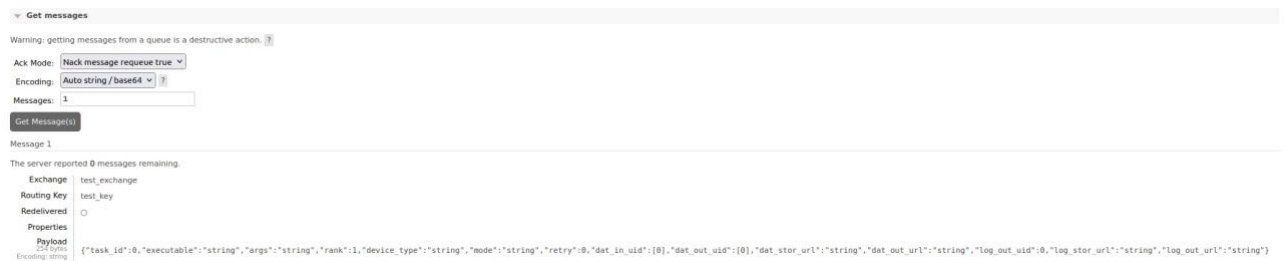 Get messages
Warning: getting messages from a queue is a destructive action. ?
Ack Mode: Nack message requeue true
Encoding: Auto string / base64 ?
Messages: 1
Get Message(s)
Message 1
The server reported 0 messages remaining.
Exchange test_exchange
Routing Key test_key
Redelivered ○
Properties
Payload
254 bytes
Encoding: string
{"task_id":0,"executable":"string","args":"string","rank":1,"device_type":"string","mode":"string","retry":0,"dat_in_uid":[0],"dat_out_uid":[0],"dat_stor_url":"string","dat_out_url":"string","log_out_uid":0,"log_stor_url":"string","log_out_url":"string"}